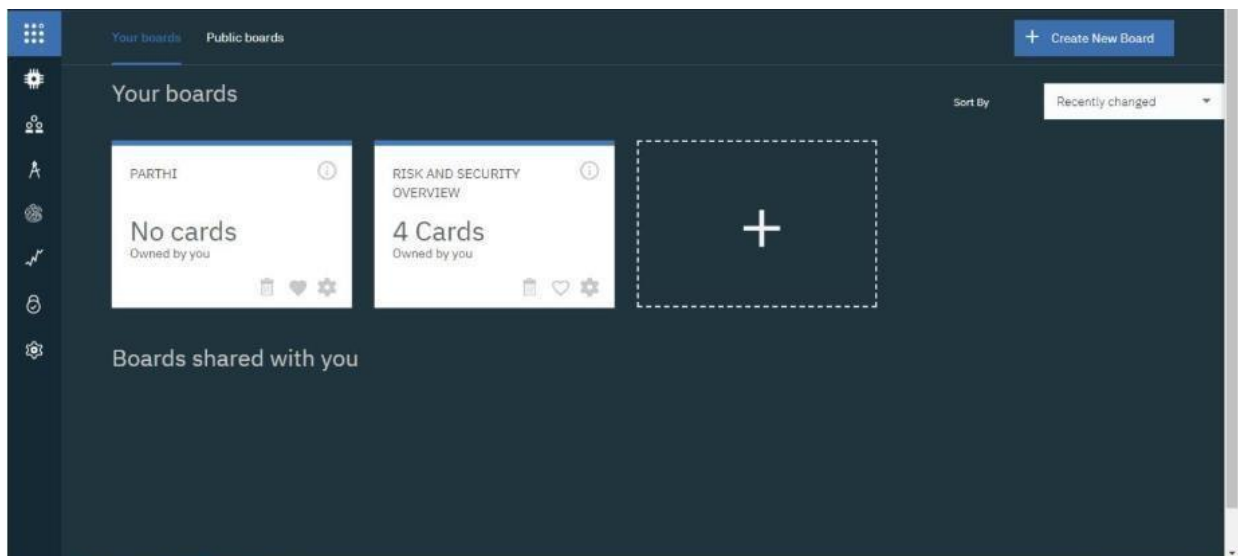 Your boards
Public boards
Create New Board
Your boards
Sort By
Recently changed
PARTHI
No cards
Owned by you
RISK AND SECURITY
OVERVIEW
4 Cards
Owned by you
Boards shared with you